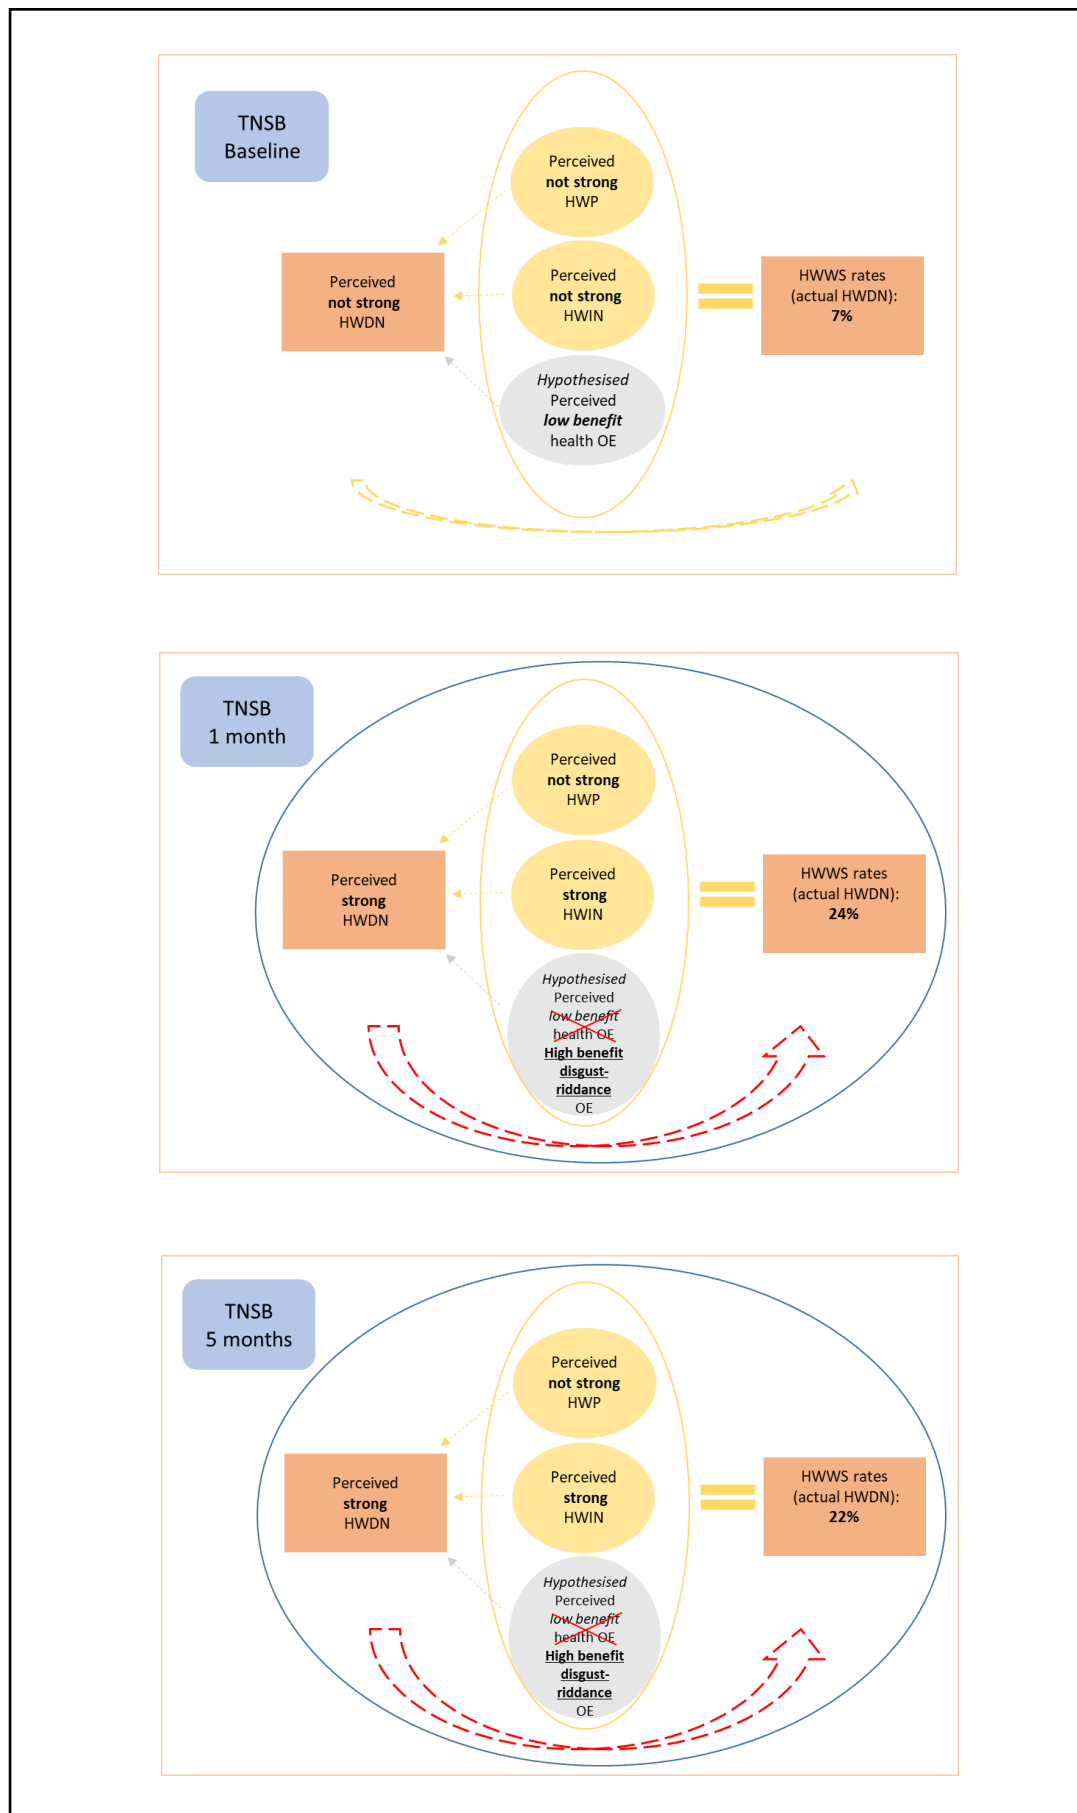 TNSB
Baseline
Perceived
not strong
HWP
Perceived
not strong
HWDN
Perceived
not strong
HWIN
Hypothesised
Perceived
low benefit
health OE
HWWS rates
(actual HWDN):
7%
TNSB
1 month
Perceived
not strong
HWP
Perceived
strong
HWDN
Perceived
strong
HWIN
Hypothesised
Perceived
low benefit
health OE
High benefit
disgust-
riddance
OE
HWWS rates
(actual HWDN):
24%
TNSB
5 months
Perceived
not strong
HWP
Perceived
strong
HWDN
Perceived
strong
HWIN
Hypothesised
Perceived
low benefit
health OE
High benefit
disgust-
riddance
OE
HWWS rates
(actual HWDN):
22%